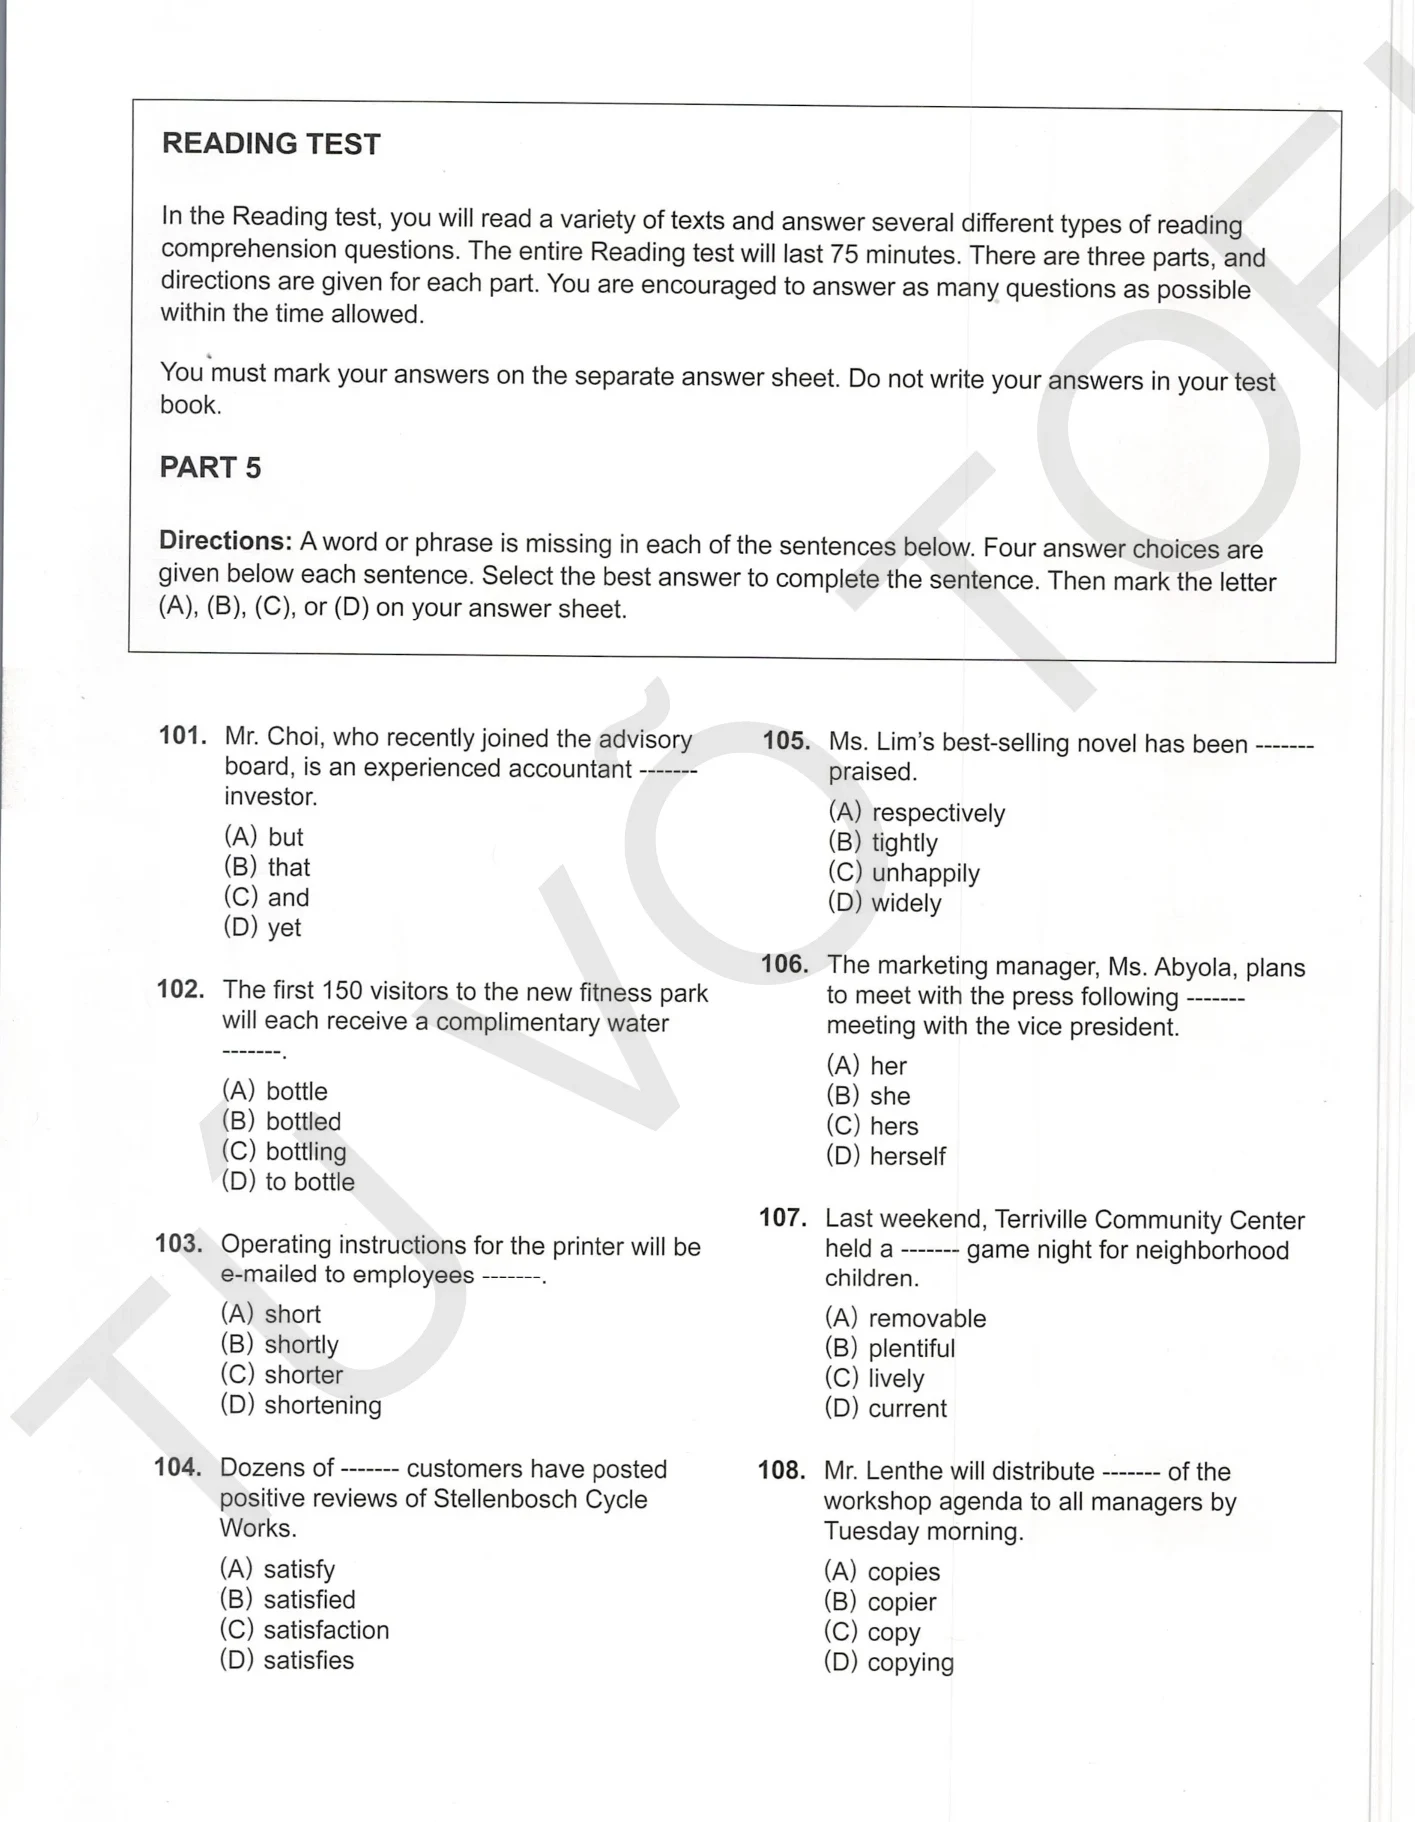 READING TEST
In the Reading test, you will read a variety of texts and answer several different types of reading
comprehension questions. The entire Reading test will last 75 minutes. There are three parts, and
directions are given for each part. You are encouraged to answer as many questions as possible
within the time allowed.
You must mark your answers on the separate answer sheet. Do not write your answers in your test
book.
PART 5
Directions: A word or phrase is missing in each of the sentences below. Four answer choices are
given below each sentence. Select the best answer to complete the sentence. Then mark the letter
(A), (B), (C), or (D) on your answer sheet.
101. Mr. Choi, who recently joined the advisory
board, is an experienced accountant -------
investor.
(A) but
(B) that
(C) and
(D) yet
102. The first 150 visitors to the new fitness park
will each receive a complimentary water
-------.
(A) bottle
(B) bottled
(C) bottling
(D) to bottle
103. Operating instructions for the printer will be
e-mailed to employees -------.
(A) short
(B) shortly
(C) shorter
(D) shortening
104. Dozens of ------- customers have posted
positive reviews of Stellenbosch Cycle
Works.
(A) satisfy
(B) satisfied
(C) satisfaction
(D) satisfies
105. Ms. Lim's best-selling novel has been -------
praised.
(A) respectively
(B) tightly
(C) unhappily
(D) widely
106. The marketing manager, Ms. Abyola, plans
to meet with the press following -------
meeting with the vice president.
(A) her
(B) she
(C) hers
(D) herself
107. Last weekend, Terriville Community Center
held a ------- game night for neighborhood
children.
(A) removable
(B) plentiful
(C) lively
(D) current
108. Mr. Lenthe will distribute ------- of the
workshop agenda to all managers by
Tuesday morning.
(A) copies
(B) copier
(C) copy
(D) copying
TÚ VÕ TOE